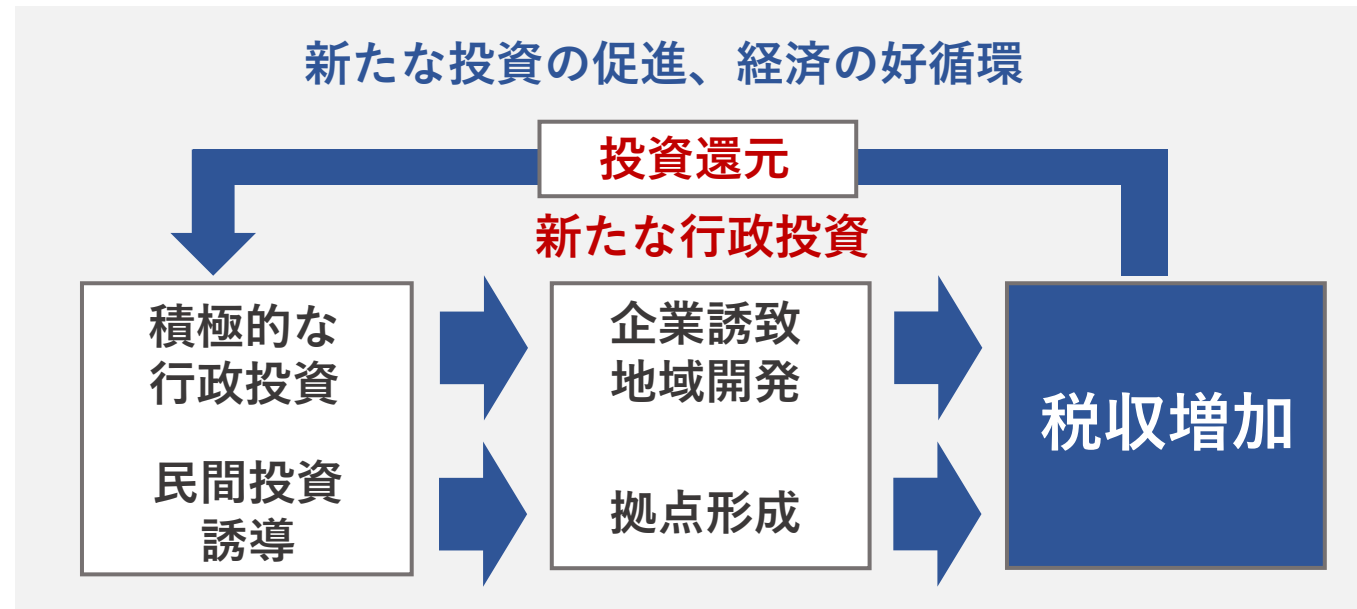 新たな投資の促進、経済の好循環
投資還元
新たな行政投資
積極的な
行政投資
民間投資
誘導
企業誘致
地域開発
拠点形成
税収増加